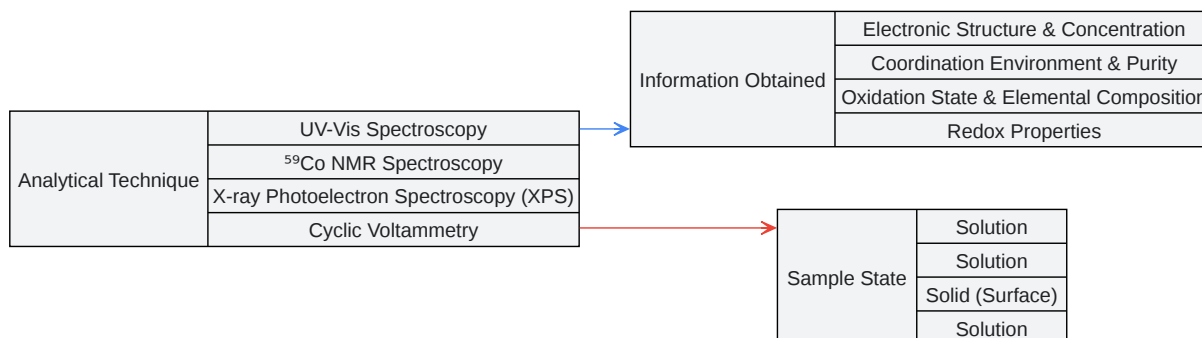 Analytical Technique
UV-Vis Spectroscopy
⁵⁹Co NMR Spectroscopy
X-ray Photoelectron Spectroscopy (XPS)
Cyclic Voltammetry
Information Obtained
Electronic Structure & Concentration
Coordination Environment & Purity
Oxidation State & Elemental Composition
Redox Properties
Sample State
Solution
Solution
Solid (Surface)
Solution